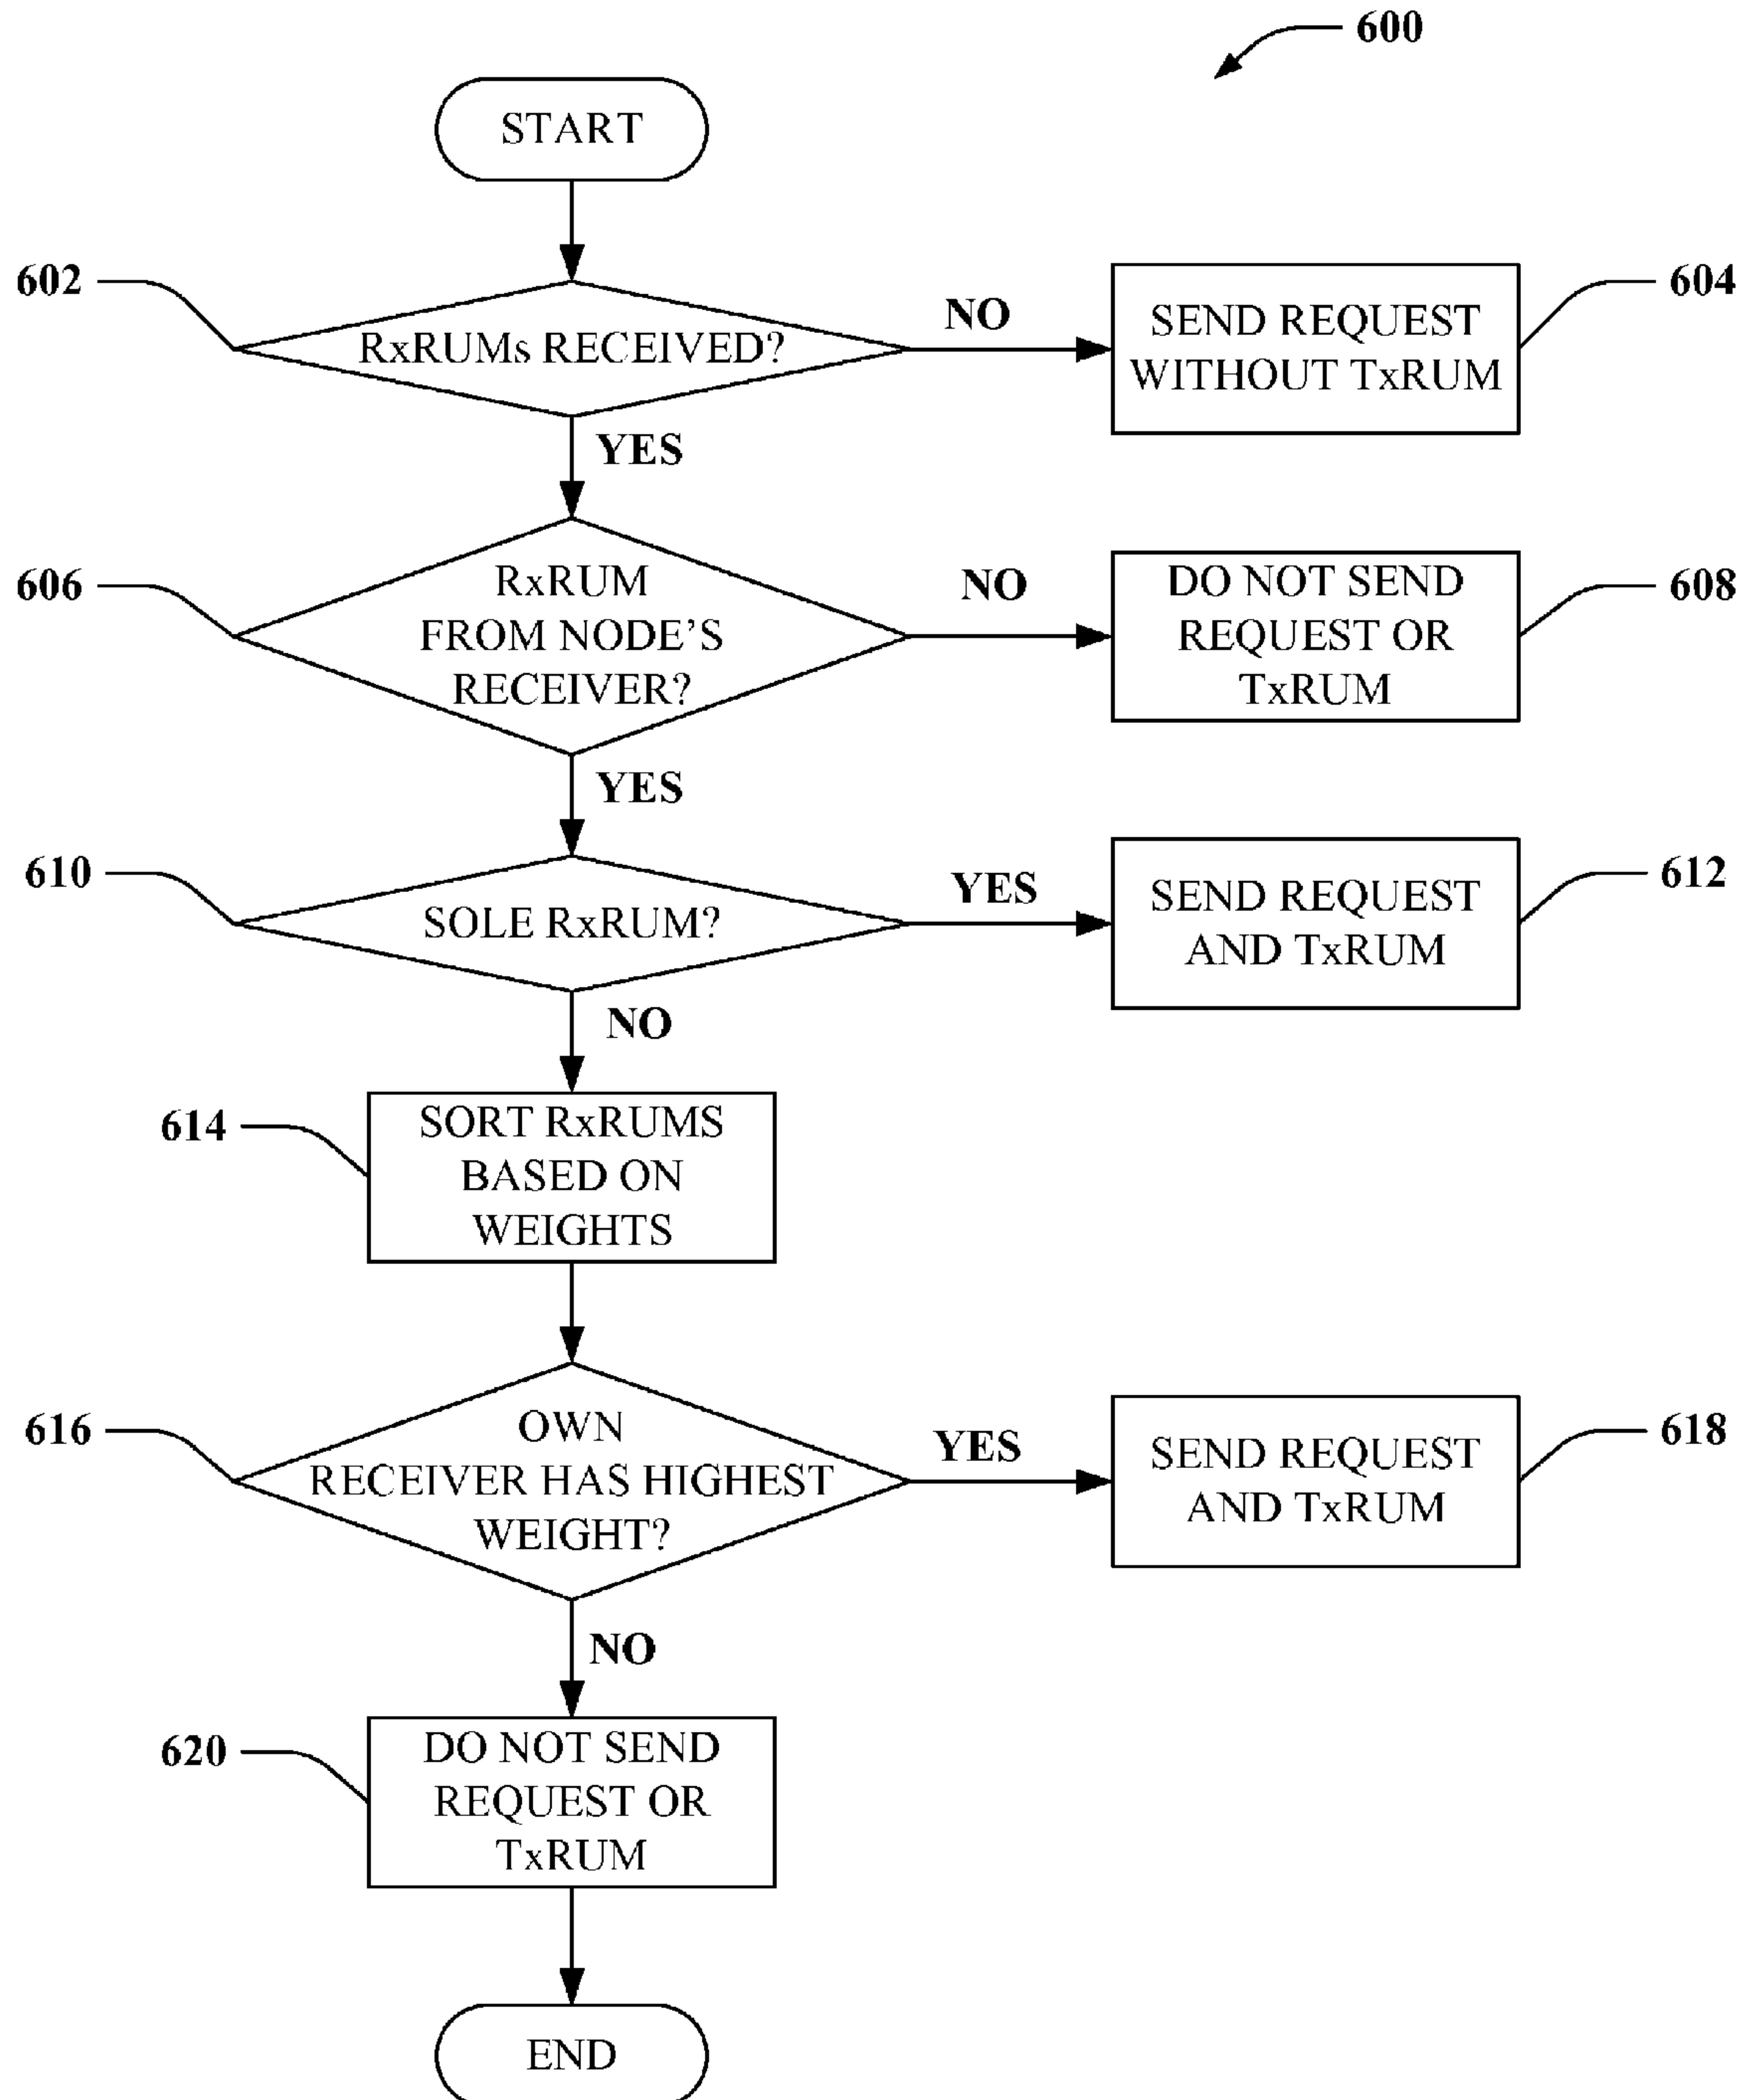 600
START
602
RxRUMs RECEIVED?
NO
SEND REQUEST
WITHOUT TxRUM
604
YES
606
RxRUM
FROM NODE'S
RECEIVER?
NO
DO NOT SEND
REQUEST OR
TxRUM
608
YES
610
SOLE RxRUM?
YES
SEND REQUEST
AND TxRUM
612
NO
614
SORT RxRUMS
BASED ON
WEIGHTS
616
OWN
RECEIVER HAS HIGHEST
WEIGHT?
YES
SEND REQUEST
AND TxRUM
618
NO
620
DO NOT SEND
REQUEST OR
TxRUM
END